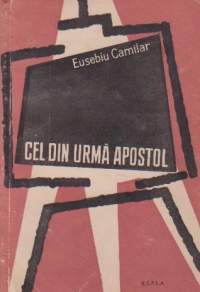 Eusebiu Camilar
CEL DIN URMĂ APOSTOL
E.S.P.L.A.